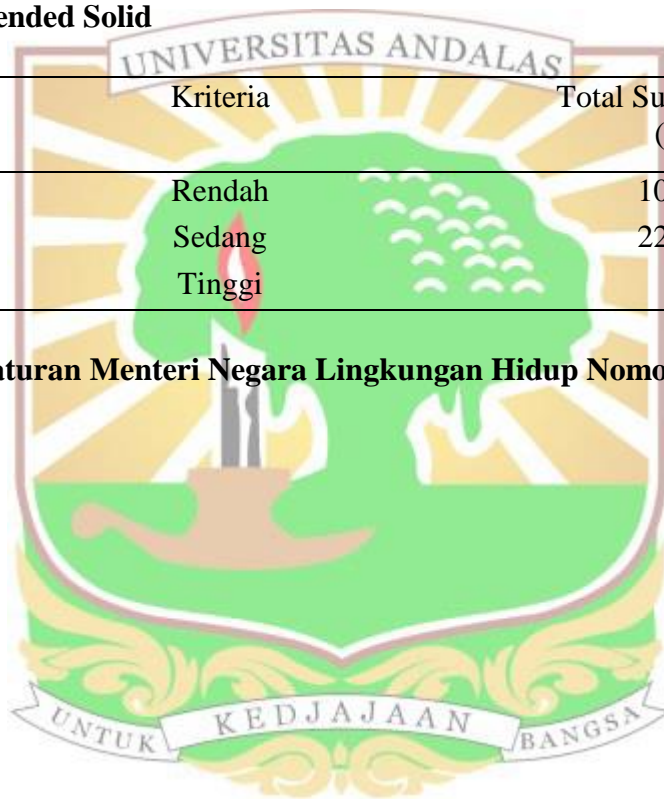 ended Solid
UNIVERSITAS ANDALAS
Kriteria Total Su
(
Rendah 10
Sedang 22
Tinggi
aturan Menteri Negara Lingkungan Hidup Nomo
UNTUK KEDJAJAAN BANGSA